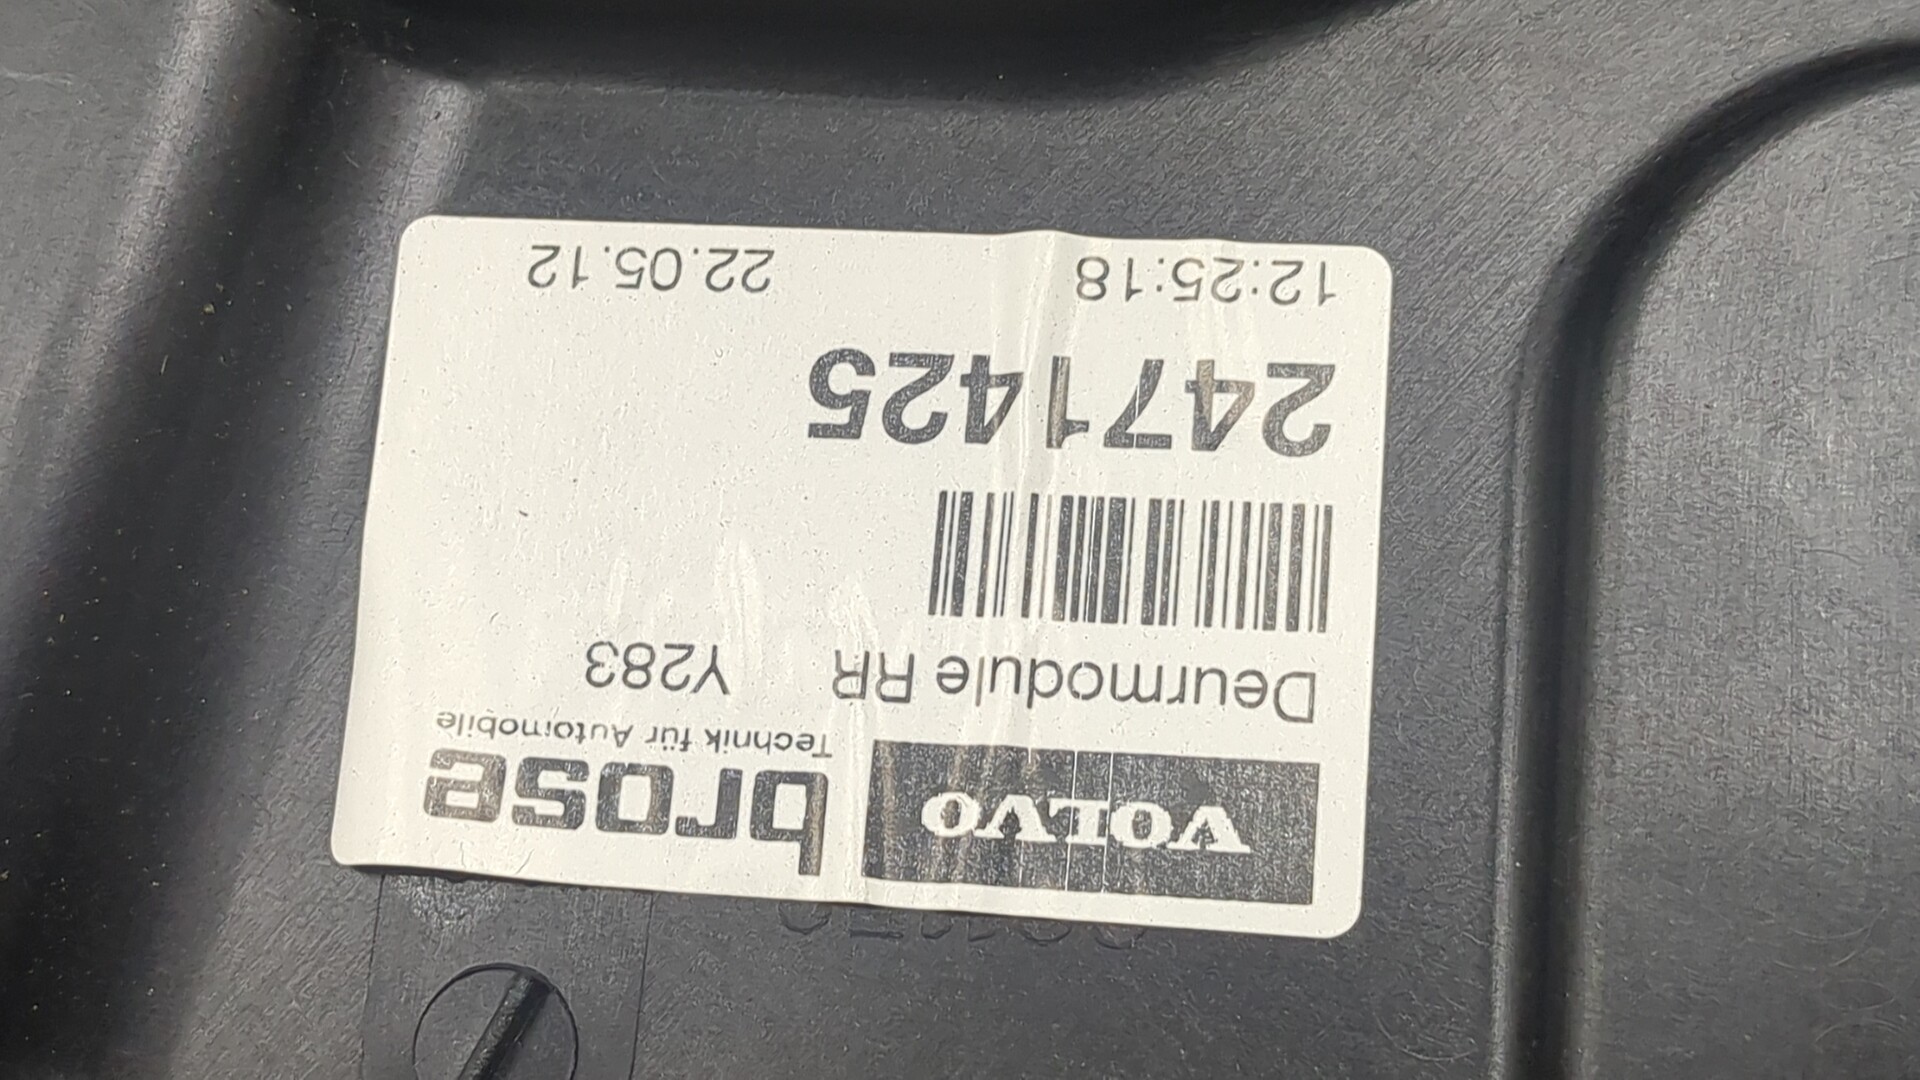 VOLVO brose
Technik für Automobile
Deurmodule RR Y283
2471425
12:25:18 22.05.12